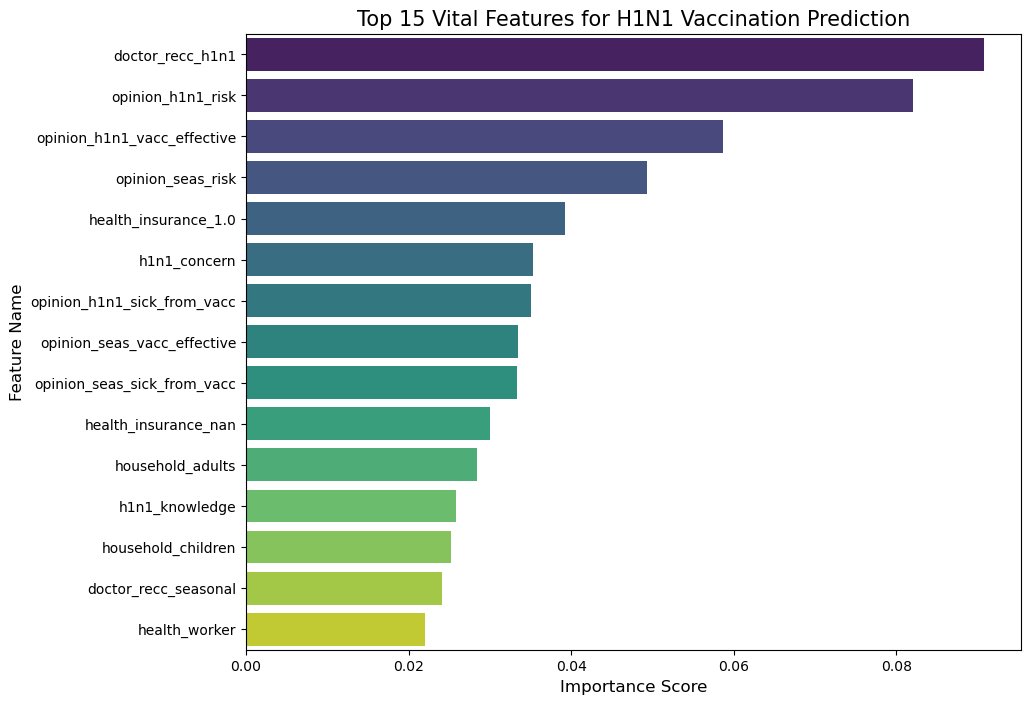 Top 15 Vital Features for H1N1 Vaccination Prediction
Feature Name
doctor_recc_h1n1
opinion_h1n1_risk
opinion_h1n1_vacc_effective
opinion_seas_risk
health_insurance_1.0
h1n1_concern
opinion_h1n1_sick_from_vacc
opinion_seas_vacc_effective
opinion_seas_sick_from_vacc
health_insurance_nan
household_adults
h1n1_knowledge
household_children
doctor_recc_seasonal
health_worker
0.00 0.02 0.04 0.06 0.08
Importance Score